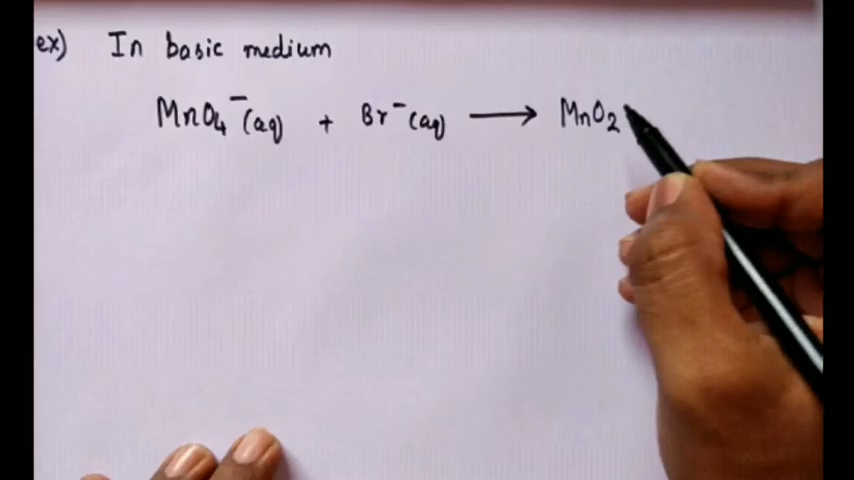 ex) In basic medium
MnO₄⁻(aq) + Br⁻(aq) ⟶ MnO₂